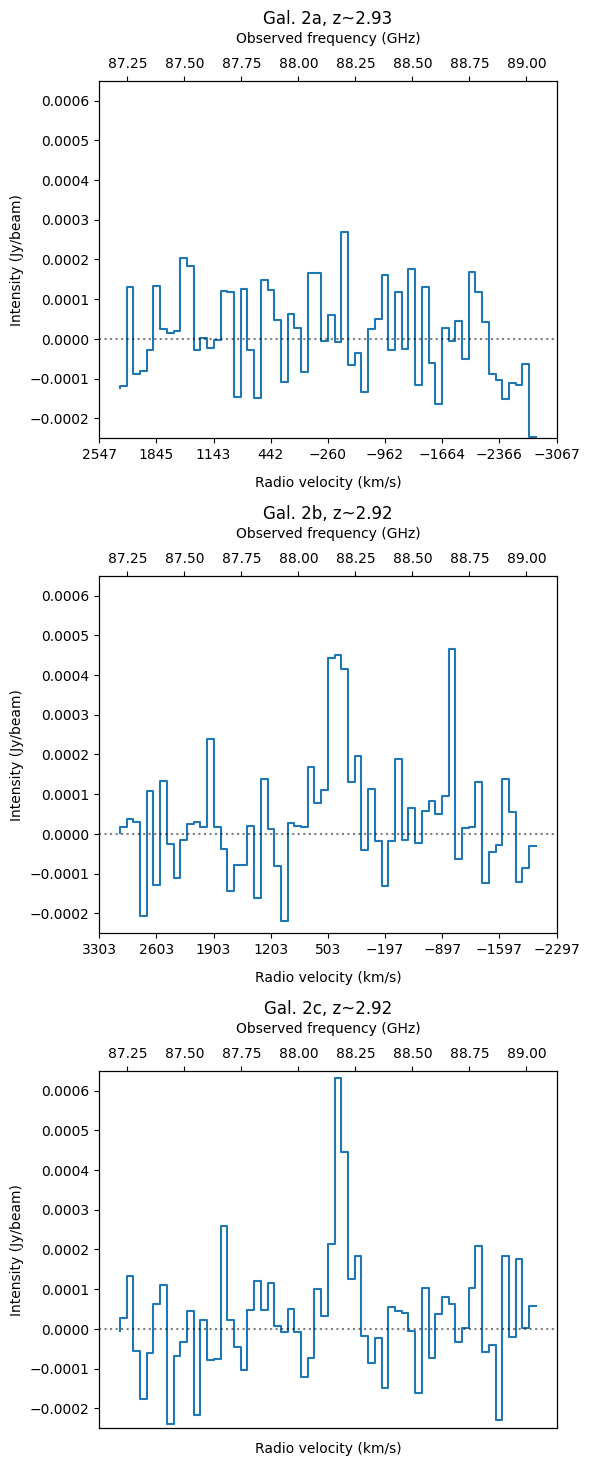 Gal. 2a, z~2.93
Observed frequency (GHz)
87.25 87.50 87.75 88.00 88.25 88.50 88.75 89.00
0.0006
0.0005
0.0004
0.0003
0.0002
0.0001
0.0000
−0.0001
−0.0002
Intensity (Jy/beam)
2547 1845 1143 442 −260 −962 −1664 −2366 −3067
Radio velocity (km/s)
Gal. 2b, z~2.92
Observed frequency (GHz)
87.25 87.50 87.75 88.00 88.25 88.50 88.75 89.00
0.0006
0.0005
0.0004
0.0003
0.0002
0.0001
0.0000
−0.0001
−0.0002
Intensity (Jy/beam)
3303 2603 1903 1203 503 −197 −897 −1597 −2297
Radio velocity (km/s)
Gal. 2c, z~2.92
Observed frequency (GHz)
87.25 87.50 87.75 88.00 88.25 88.50 88.75 89.00
0.0006
0.0005
0.0004
0.0003
0.0002
0.0001
0.0000
−0.0001
−0.0002
Intensity (Jy/beam)
Radio velocity (km/s)